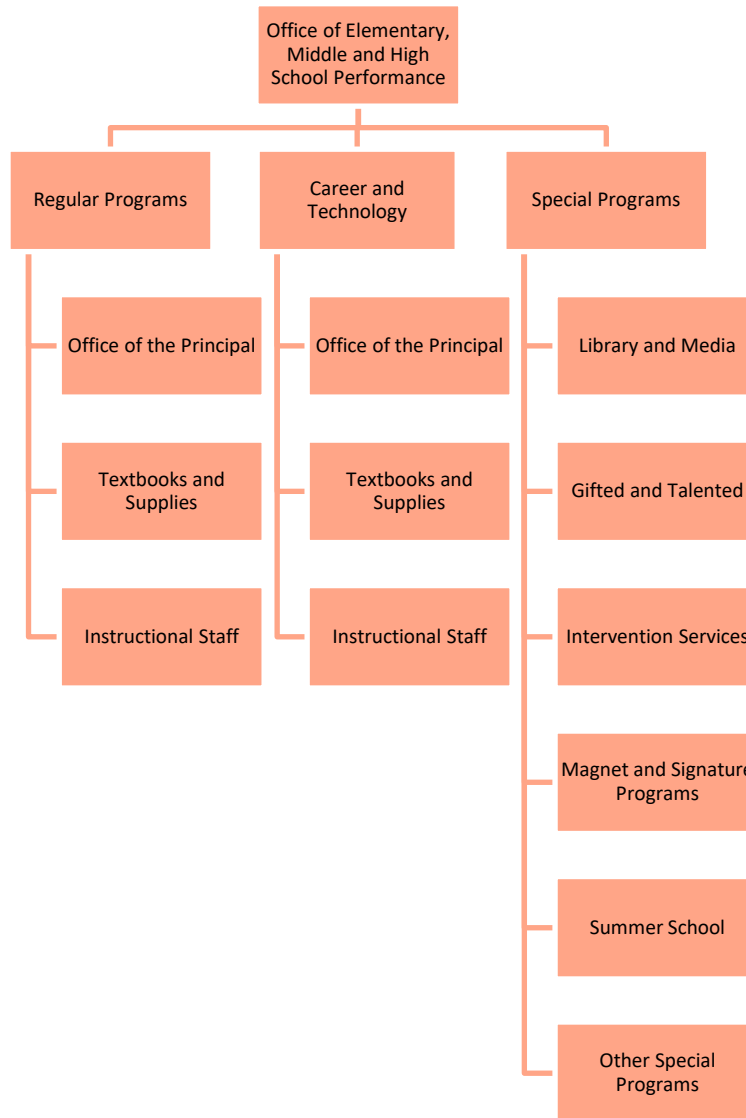 Office of Elementary,
Middle and High
School Performance
Regular Programs
Career and
Technology
Special Programs
Office of the Principal
Office of the Principal
Library and Media
Textbooks and
Supplies
Textbooks and
Supplies
Gifted and Talented
Instructional Staff
Instructional Staff
Intervention Services
Magnet and Signature
Programs
Summer School
Other Special
Programs